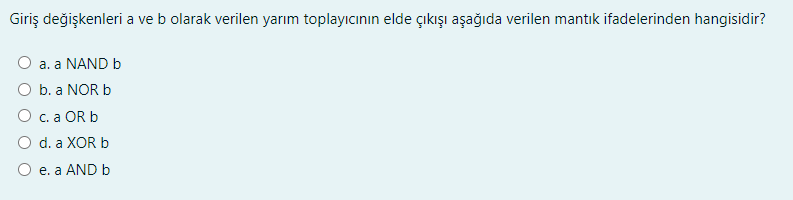 Giriş değişkenleri a ve b olarak verilen yarım toplayıcının elde çıkışı aşağıda verilen mantık ifadelerinden hangisidir?
a. a NAND b
b. a NOR b
c. a OR b
d. a XOR b
e. a AND b